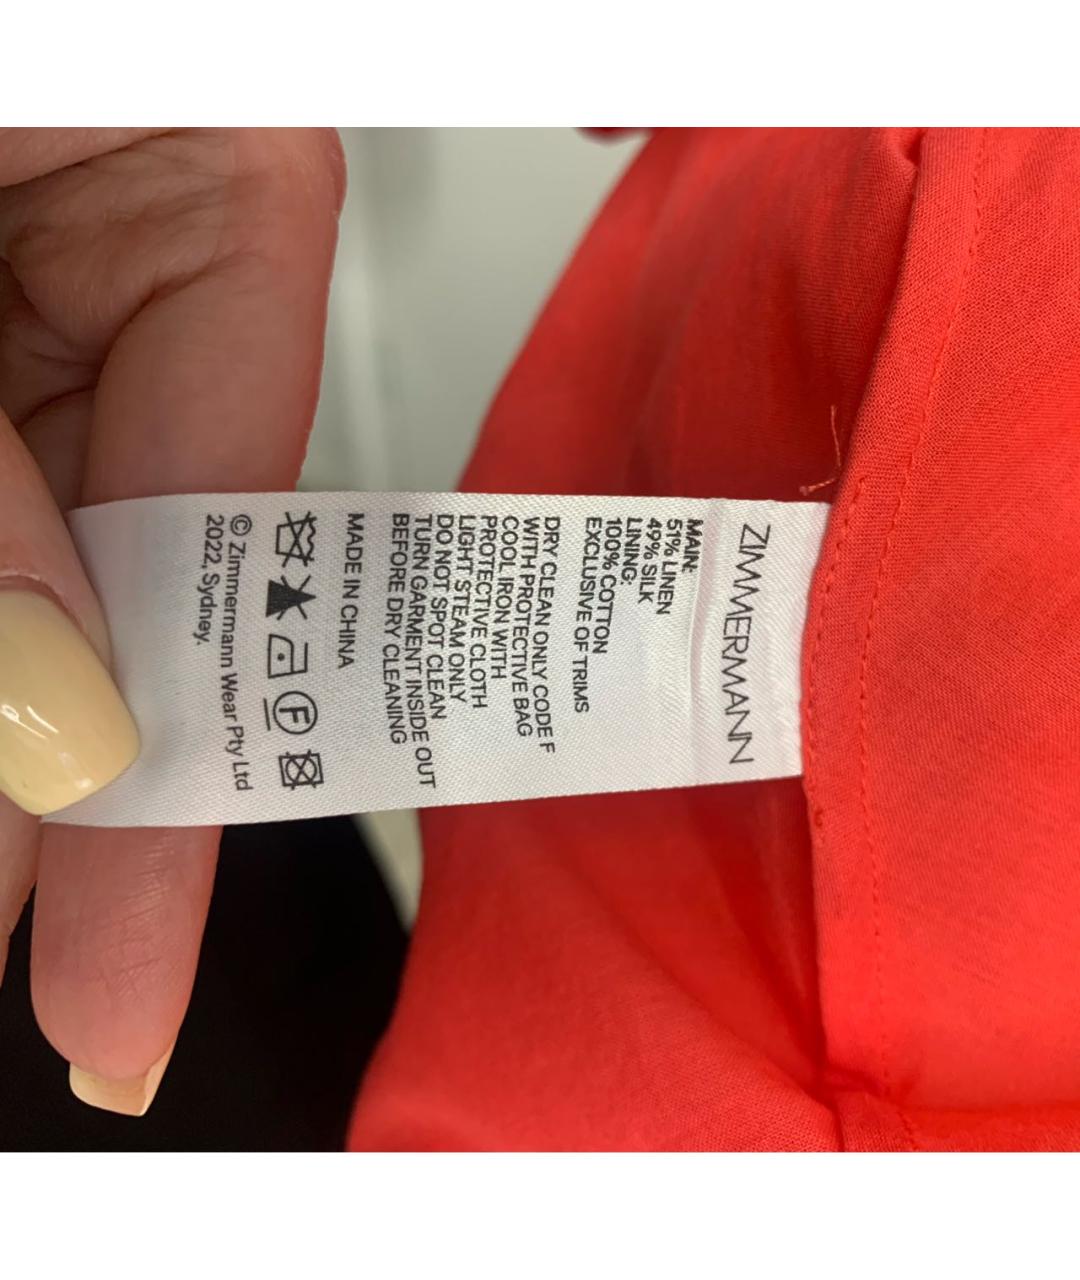 ZIMMERMANN
MAIN:
51% LINEN
49% SILK
LINING:
100% COTTON
EXCLUSIVE OF TRIMS
DRY CLEAN ONLY CODE F
WITH PROTECTIVE BAG
COOL IRON WITH
PROTECTIVE CLOTH
LIGHT STEAM ONLY
DO NOT SPOT CLEAN
TURN GARMENT INSIDE OUT
BEFORE DRY CLEANING
MADE IN CHINA
F
© Zimmermann Wear Pty Ltd
2022, Sydney.